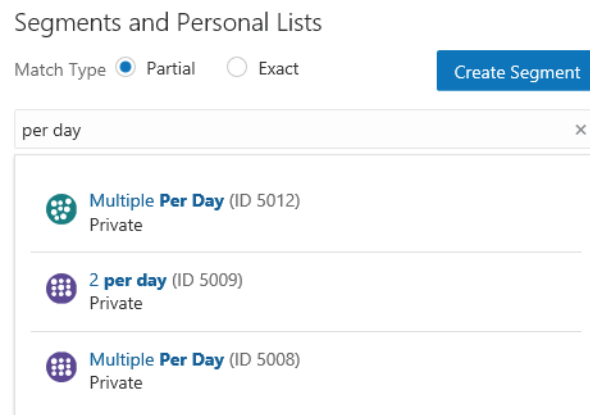 Segments and Personal Lists
Match Type Partial Exact
Create Segment
per day ×
Multiple Per Day (ID 5012)
Private
2 per day (ID 5009)
Private
Multiple Per Day (ID 5008)
Private